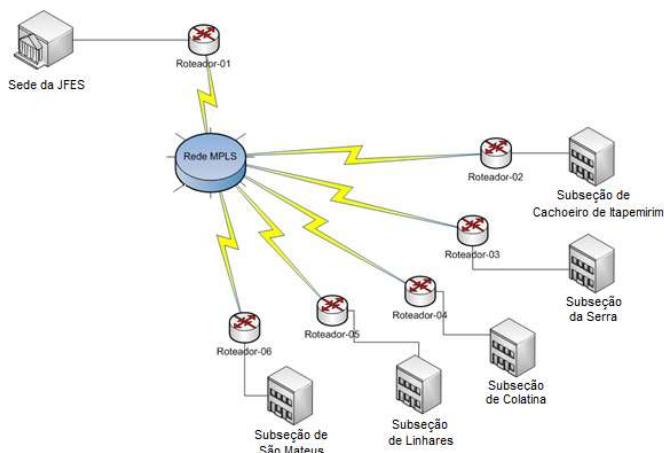 Roteador-01
Sede da JFES
Rede MPLS
Roteador-02
Subseção de
Cachoeiro de Itapemirim
Roteador-03
Subseção
da Serra
Roteador-04
Roteador-05
Roteador-06
Subseção
de Colatina
Subseção
de Linhares
Subseção de
São Mateus